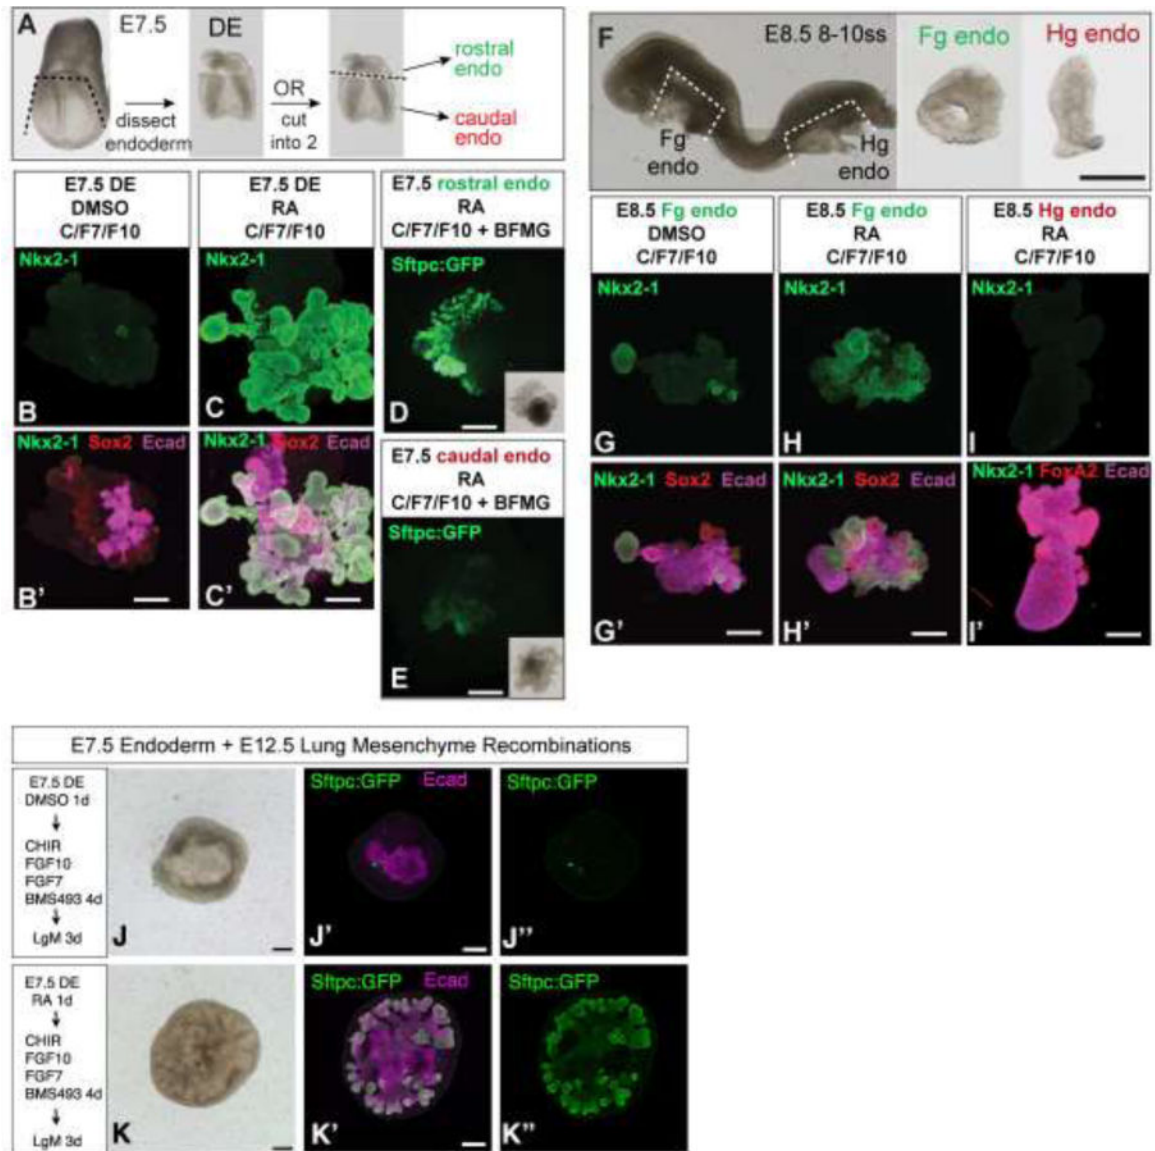 A
E7.5
DE
dissect
endoderm
OR
cut
into 2
rostral
endo
caudal
endo
E7.5 DE
DMSO
C/F7/F10
Nkx2-1
B
Nkx2-1 Sox2 Ecad
B'
E7.5 DE
RA
C/F7/F10
Nkx2-1
C
Nkx2-1 Sox2 Ecad
C'
E7.5 rostral endo
RA
C/F7/F10 + BFMG
Sftpc:GFP
D
E7.5 caudal endo
RA
C/F7/F10 + BFMG
Sftpc:GFP
E
F
E8.5 8-10ss
Fg
endo
Hg
endo
Fg endo
Hg endo
E8.5 Fg endo
DMSO
C/F7/F10
Nkx2-1
G
Nkx2-1 Sox2 Ecad
G'
E8.5 Fg endo
RA
C/F7/F10
Nkx2-1
H
Nkx2-1 Sox2 Ecad
H'
E8.5 Hg endo
RA
C/F7/F10
Nkx2-1
I
Nkx2-1 FoxA2 Ecad
I'
E7.5 Endoderm + E12.5 Lung Mesenchyme Recombinations
E7.5 DE
DMSO 1d
CHIR
FGF10
FGF7
BMS493 4d
LgM 3d
J
Sftpc:GFP Ecad
J'
Sftpc:GFP
J''
E7.5 DE
RA 1d
CHIR
FGF10
FGF7
BMS493 4d
LgM 3d
K
Sftpc:GFP Ecad
K'
Sftpc:GFP
K''